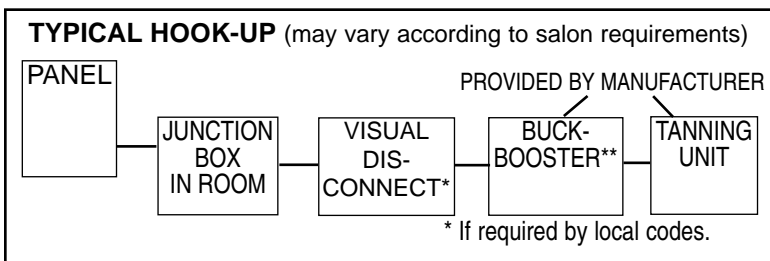 TYPICAL HOOK-UP (may vary according to salon requirements)
PANEL
PROVIDED BY MANUFACTURER
JUNCTION
BOX
IN ROOM
VISUAL
DIS-
CONNECT*
BUCK-
BOOSTER**
TANNING
UNIT
* If required by local codes.